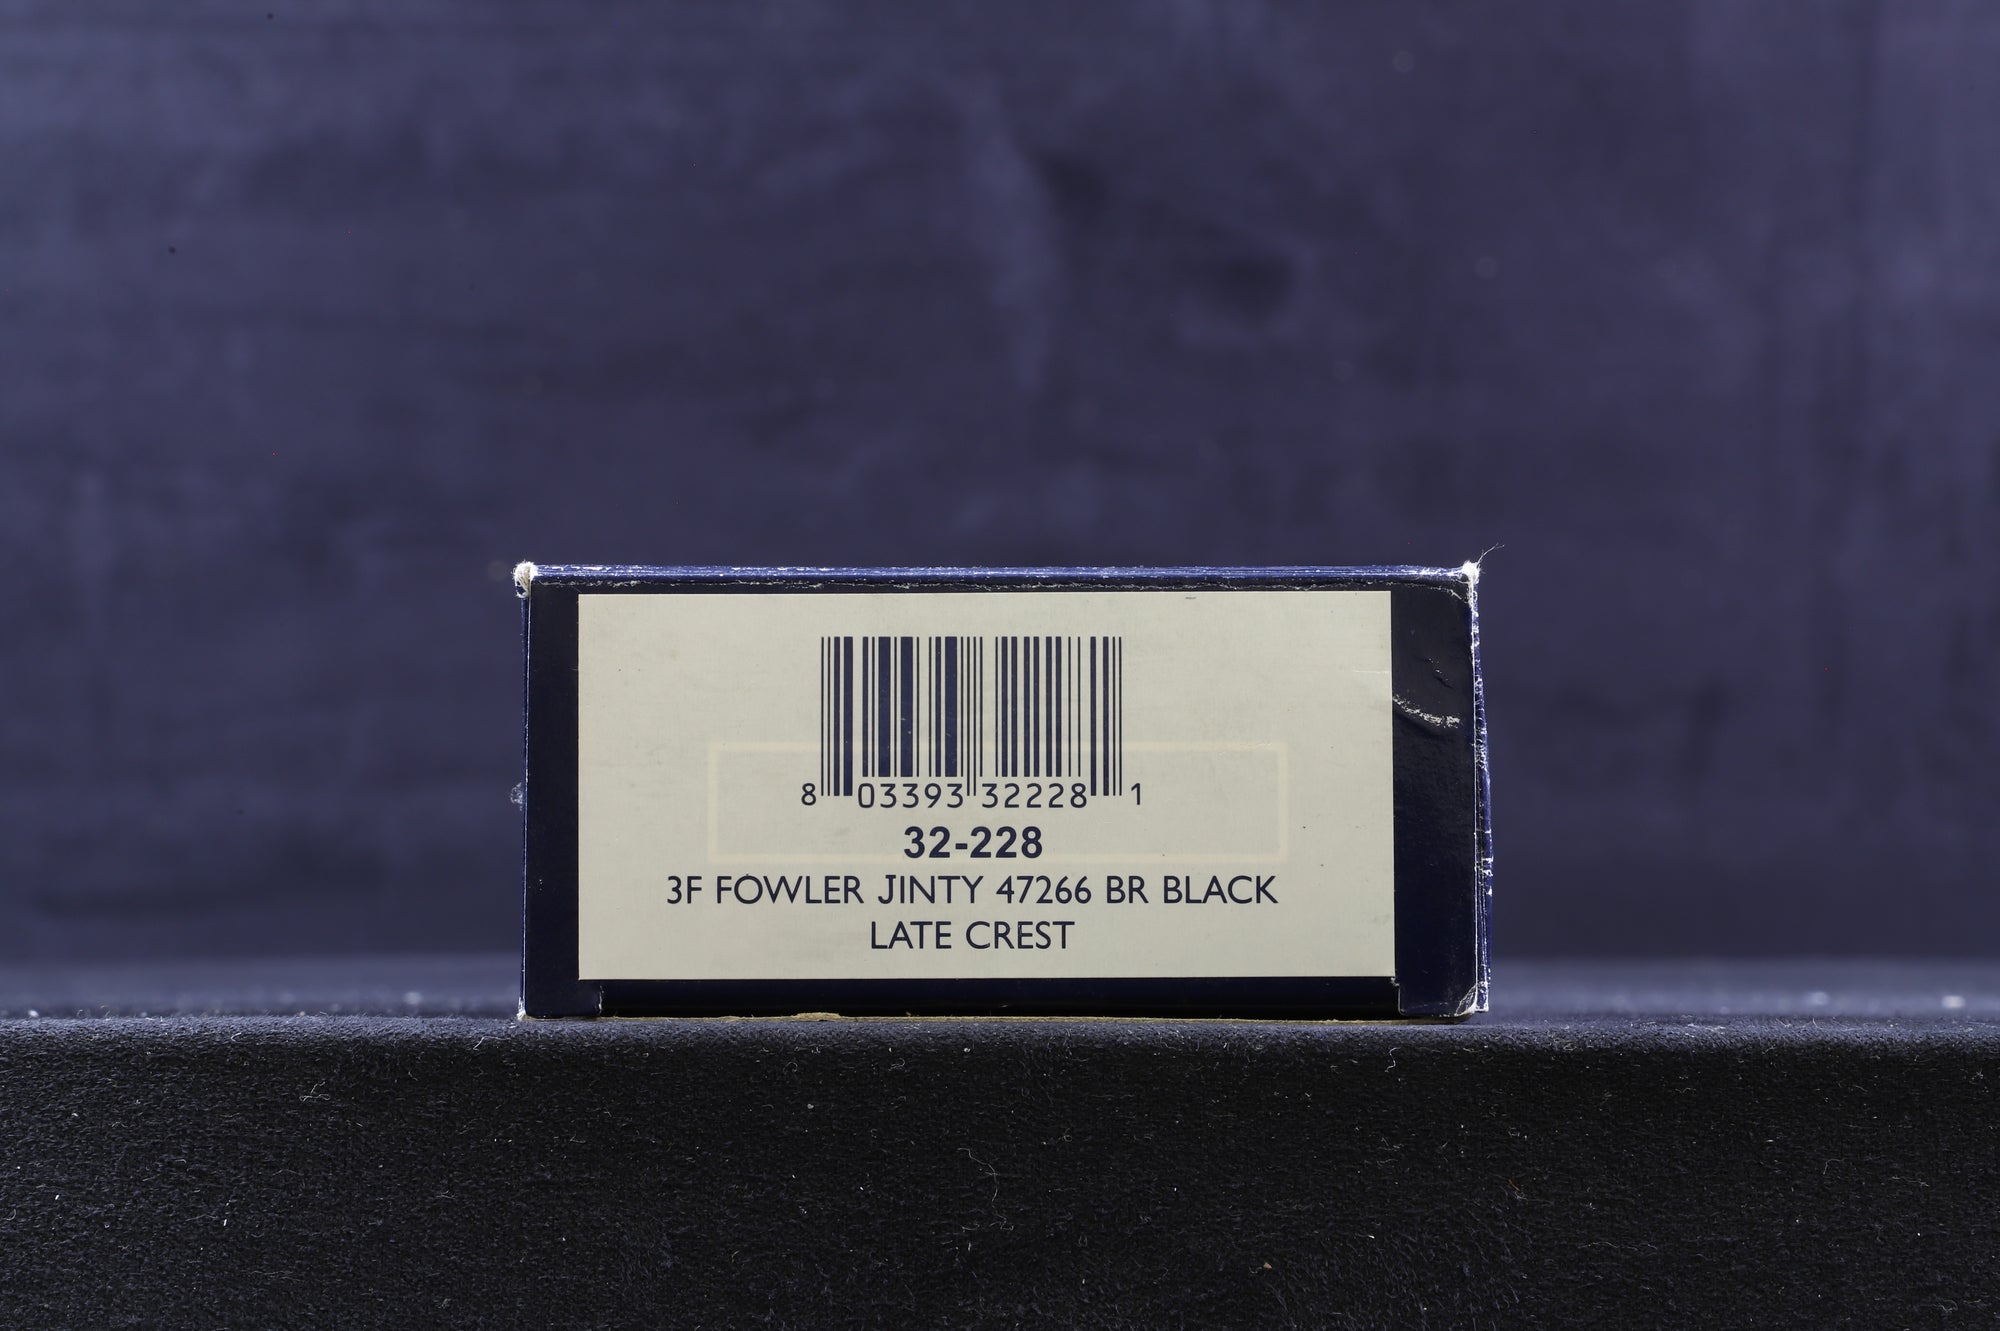 8 03393 32228 1
32-228
3F FOWLER JINTY 47266 BR BLACK
LATE CREST